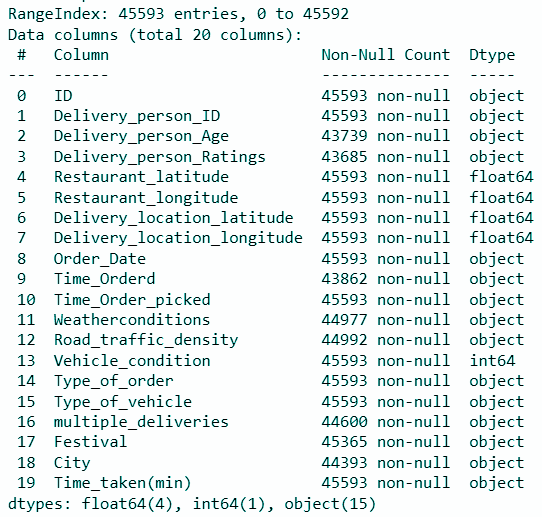 RangeIndex: 45593 entries, 0 to 45592
Data columns (total 20 columns):
 #   Column                       Non-Null Count  Dtype
---  ------                       --------------  -----
 0   ID                           45593 non-null  object
 1   Delivery_person_ID           45593 non-null  object
 2   Delivery_person_Age          43739 non-null  object
 3   Delivery_person_Ratings      43685 non-null  object
 4   Restaurant_latitude          45593 non-null  float64
 5   Restaurant_longitude         45593 non-null  float64
 6   Delivery_location_latitude   45593 non-null  float64
 7   Delivery_location_longitude  45593 non-null  float64
 8   Order_Date                   45593 non-null  object
 9   Time_Orderd                  43862 non-null  object
 10  Time_Order_picked            45593 non-null  object
 11  Weatherconditions            44977 non-null  object
 12  Road_traffic_density         44992 non-null  object
 13  Vehicle_condition            45593 non-null  int64
 14  Type_of_order                45593 non-null  object
 15  Type_of_vehicle              45593 non-null  object
 16  multiple_deliveries          44600 non-null  object
 17  Festival                     45365 non-null  object
 18  City                         44393 non-null  object
 19  Time_taken(min)              45593 non-null  object
dtypes: float64(4), int64(1), object(15)